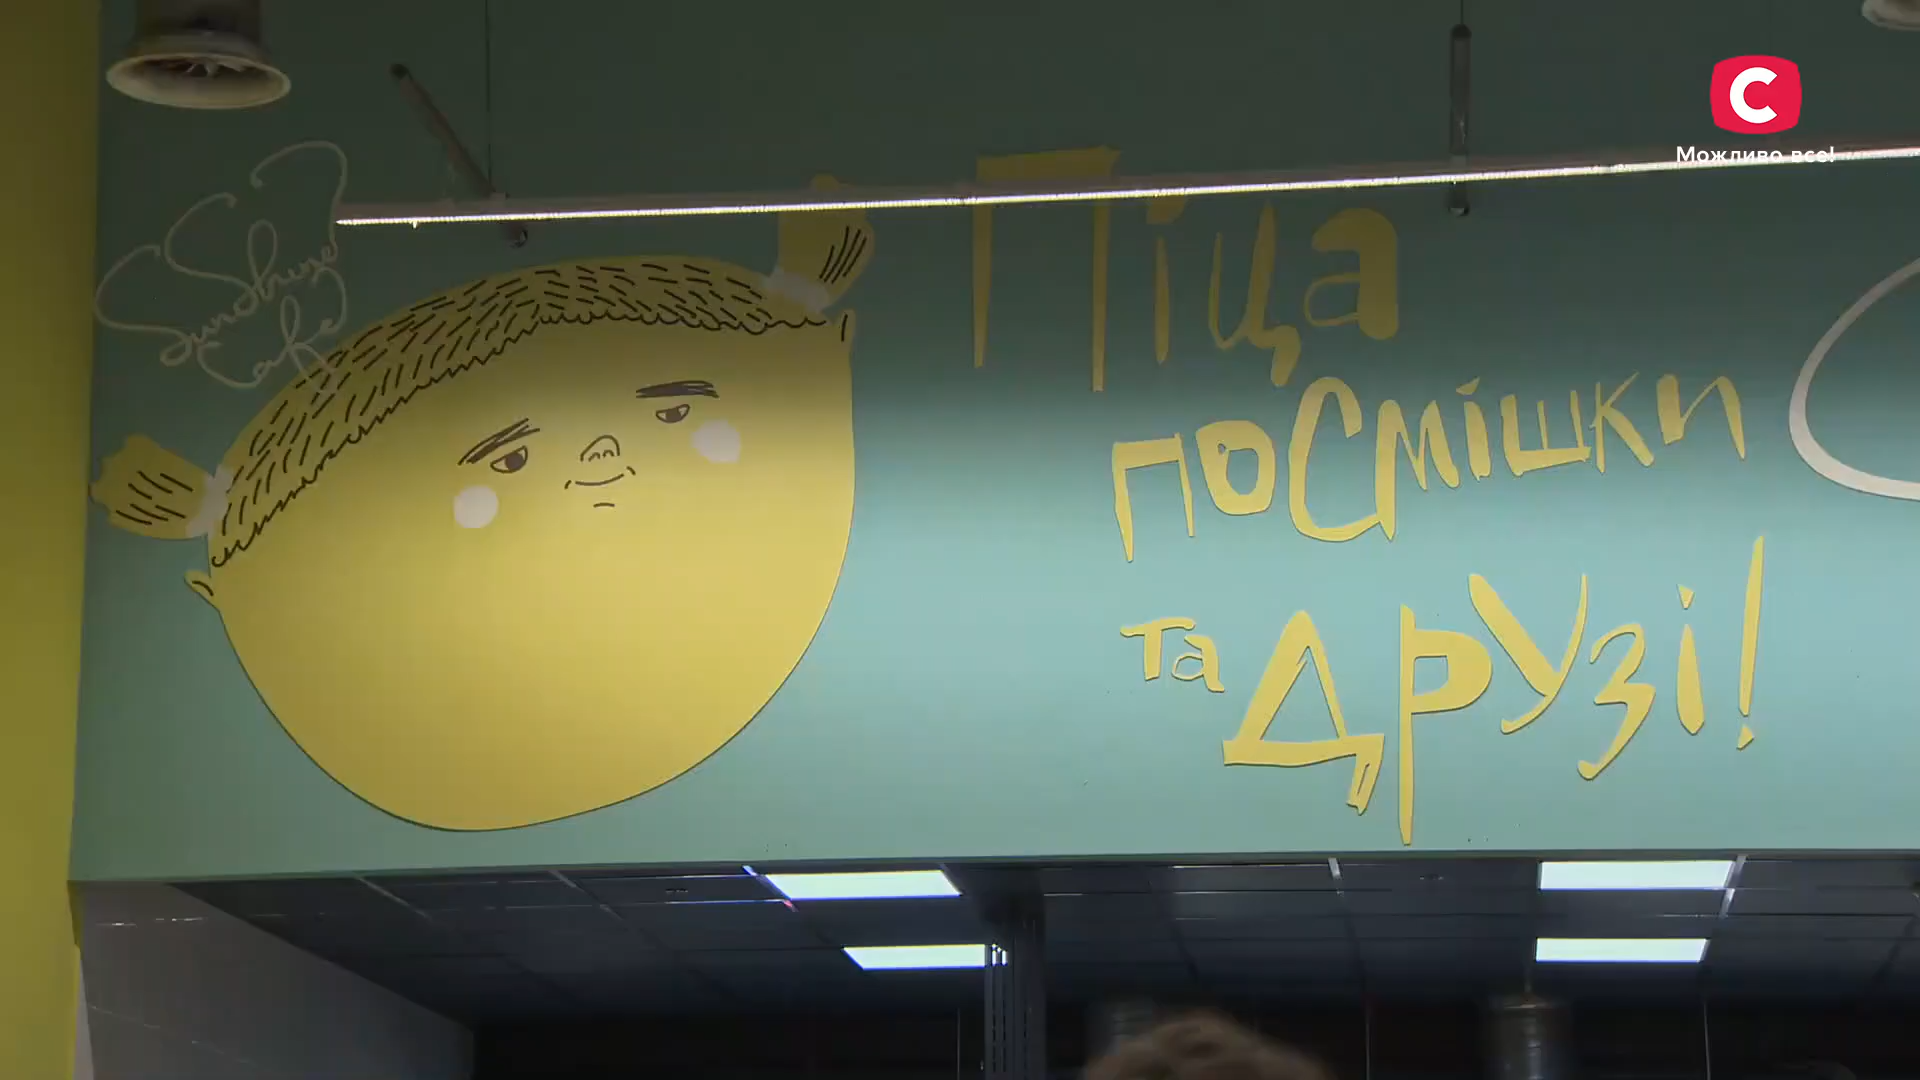 С
Можливо все!
Sunshine
Cafe
Піца
посмішки
та друзі!